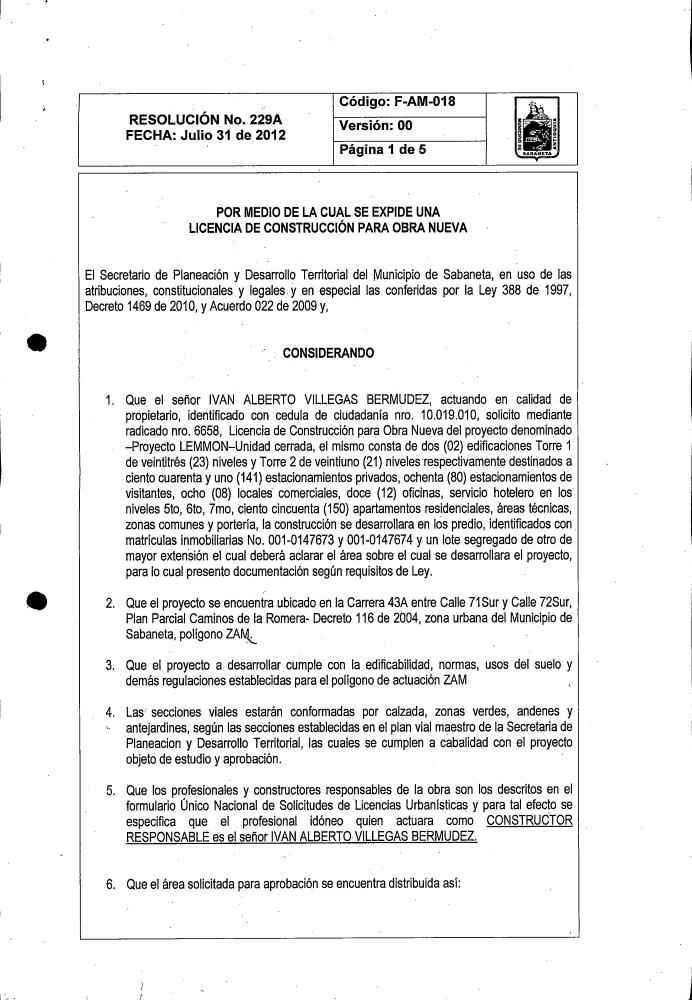 RESOLUCIÓN No. 229A
FECHA: Julio 31 de 2012
Código: F-AM-018
Versión: 00
Página 1 de 5
MUNICIPIO DE
ANTIOQUIA
SABANETA
POR MEDIO DE LA CUAL SE EXPIDE UNA
LICENCIA DE CONSTRUCCIÓN PARA OBRA NUEVA
El Secretario de Planeación y Desarrollo Territorial del Municipio de Sabaneta, en uso de las
atribuciones, constitucionales y legales y en especial las conferidas por la Ley 388 de 1997,
Decreto 1469 de 2010, y Acuerdo 022 de 2009 y,
CONSIDERANDO
1. Que el señor IVAN ALBERTO VILLEGAS BERMUDEZ, actuando en calidad de
propietario, identificado con cedula de ciudadanía nro. 10.019.010, solicito mediante
radicado nro. 6658, Licencia de Construcción para Obra Nueva del proyecto denominado
–Proyecto LEMMON–Unidad cerrada, el mismo consta de dos (02) edificaciones Torre 1
de veintitrés (23) niveles y Torre 2 de veintiuno (21) niveles respectivamente destinados a
ciento cuarenta y uno (141) estacionamientos privados, ochenta (80) estacionamientos de
visitantes, ocho (08) locales comerciales, doce (12) oficinas, servicio hotelero en los
niveles 5to, 6to, 7mo, ciento cincuenta (150) apartamentos residenciales, áreas técnicas,
zonas comunes y portería, la construcción se desarrollara en los predio, identificados con
matrículas inmobiliarias No. 001-0147673 y 001-0147674 y un lote segregado de otro de
mayor extensión el cual deberá aclarar el área sobre el cual se desarrollara el proyecto,
para lo cual presento documentación según requisitos de Ley.
2. Que el proyecto se encuentra ubicado en la Carrera 43A entre Calle 71Sur y Calle 72Sur,
Plan Parcial Caminos de la Romera- Decreto 116 de 2004, zona urbana del Municipio de
Sabaneta, polígono ZAM.
3. Que el proyecto a desarrollar cumple con la edificabilidad, normas, usos del suelo y
demás regulaciones establecidas para el polígono de actuación ZAM
4. Las secciones viales estarán conformadas por calzada, zonas verdes, andenes y
antejardines, según las secciones establecidas en el plan vial maestro de la Secretaria de
Planeacion y Desarrollo Territorial, las cuales se cumplen a cabalidad con el proyecto
objeto de estudio y aprobación.
5. Que los profesionales y constructores responsables de la obra son los descritos en el
formulario Único Nacional de Solicitudes de Licencias Urbanísticas y para tal efecto se
especifica que el profesional idóneo quien actuara como CONSTRUCTOR
RESPONSABLE es el señor IVAN ALBERTO VILLEGAS BERMUDEZ.
6. Que el área solicitada para aprobación se encuentra distribuida así: